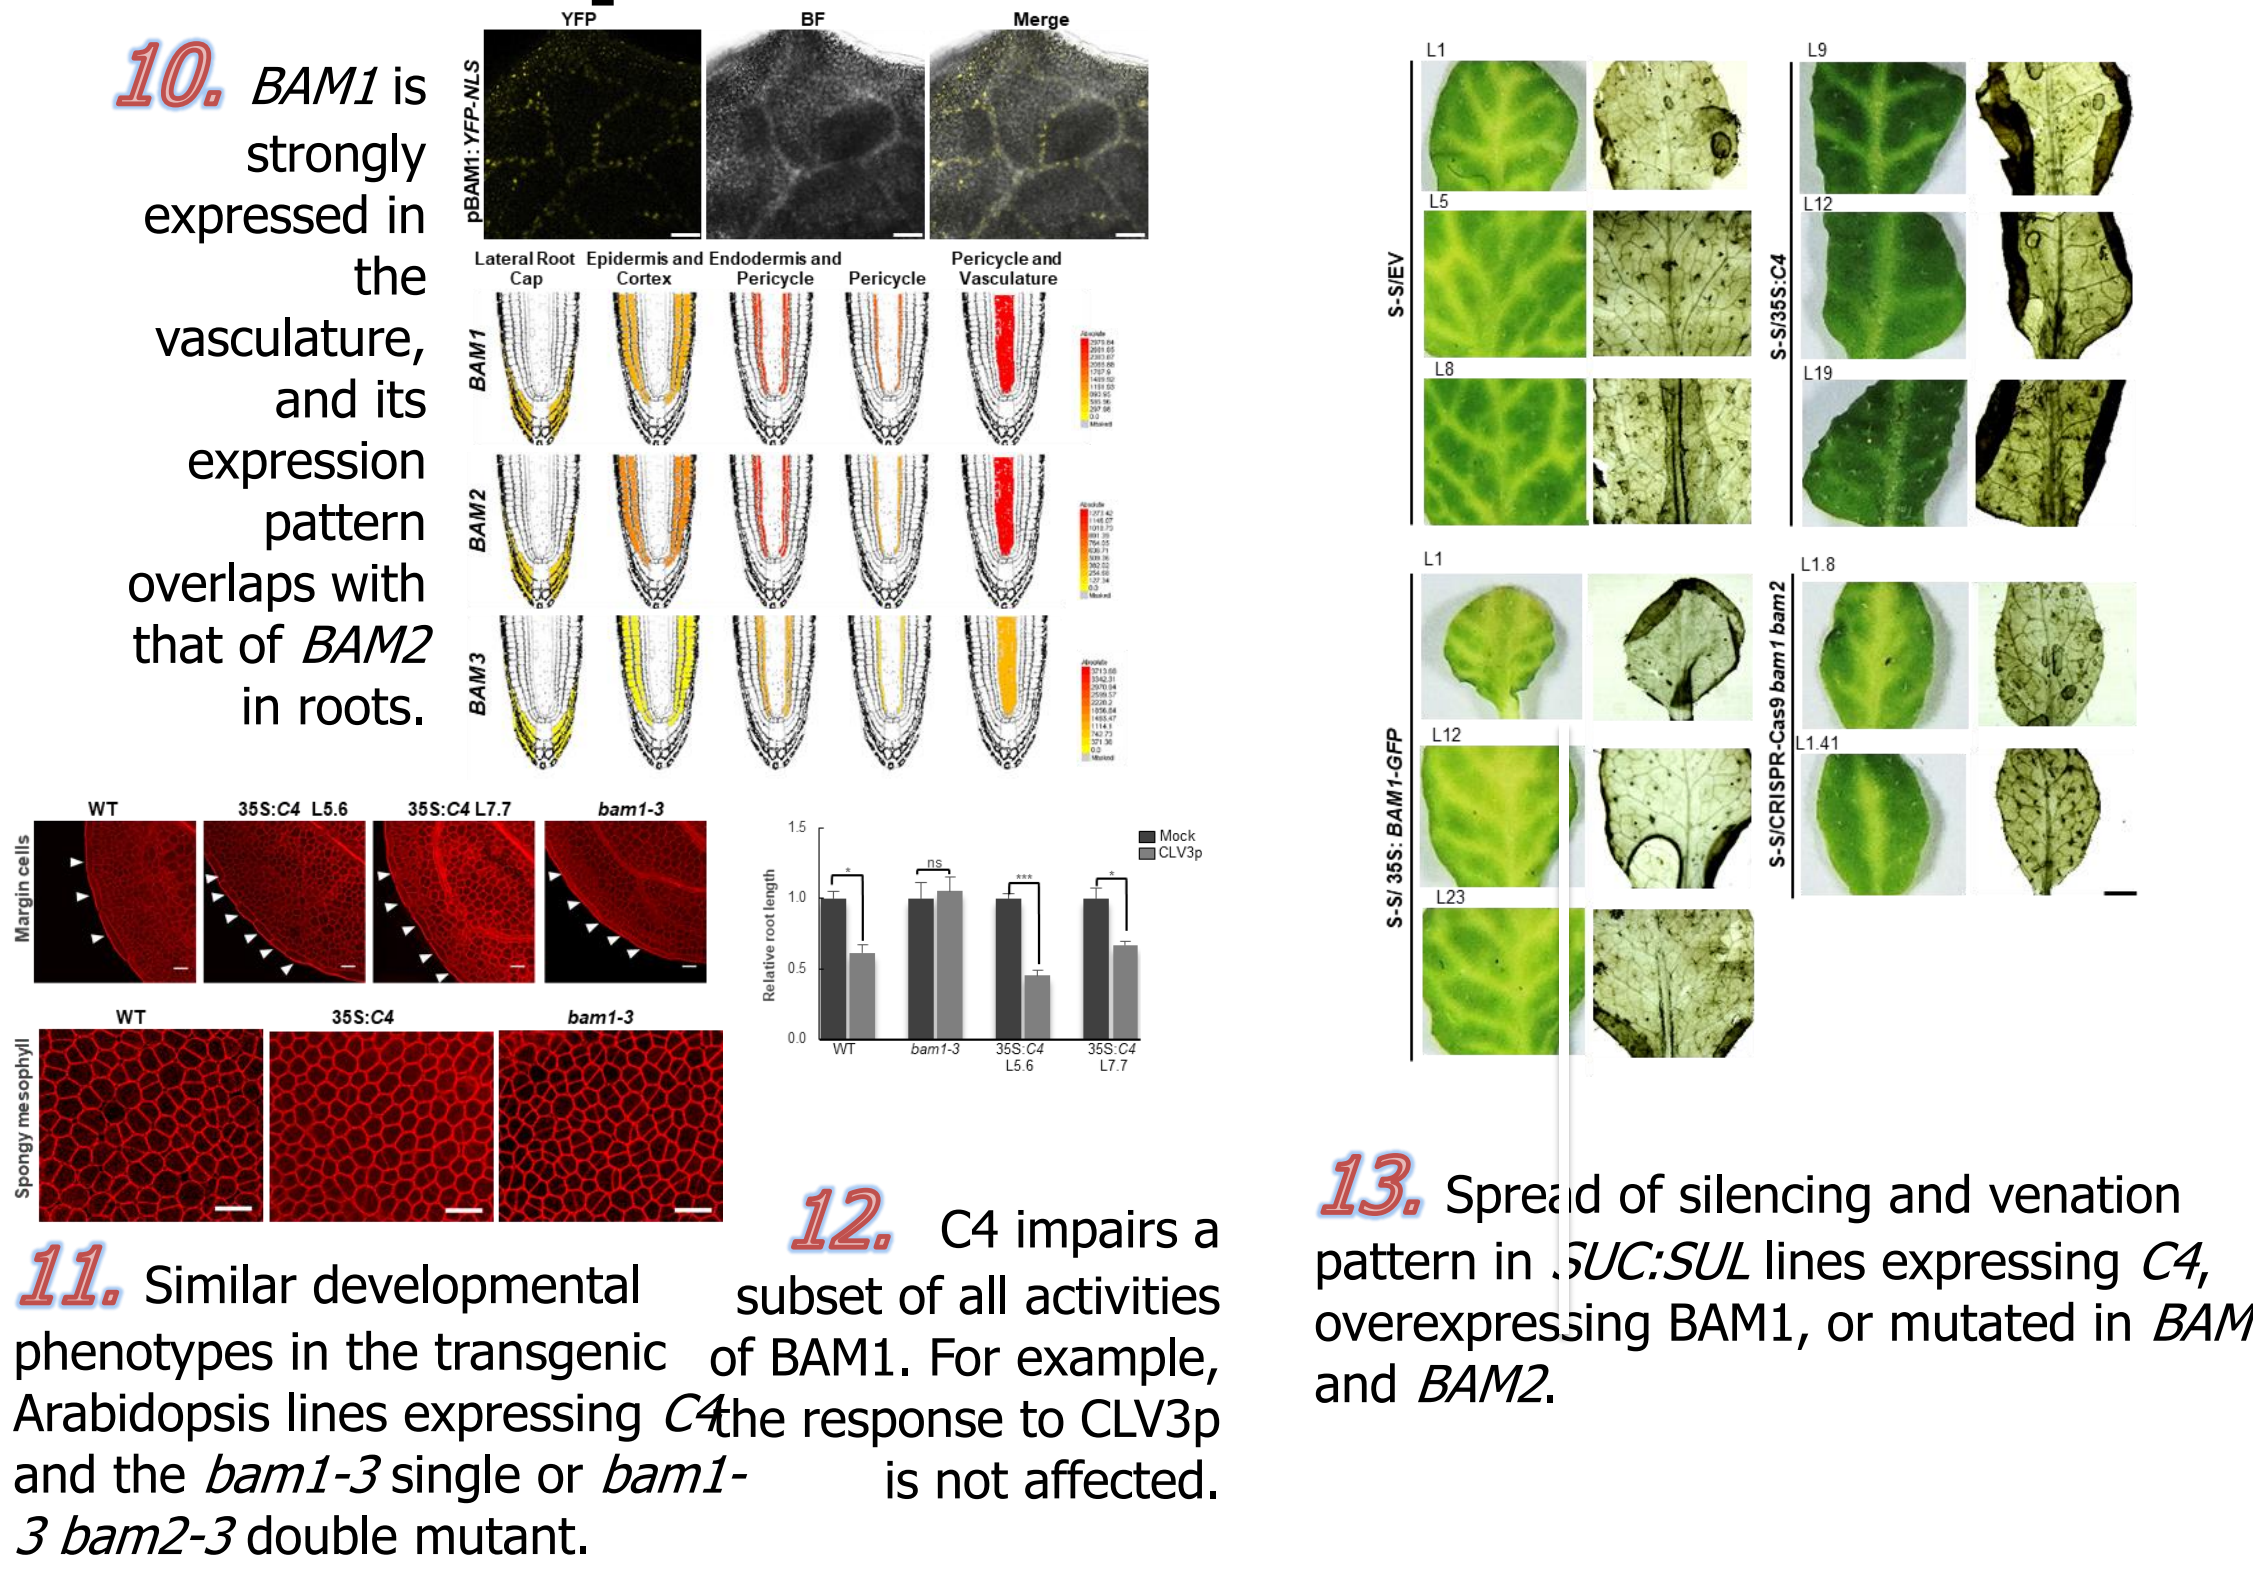 YFP BF Merge
pBAM1:YFP-NLS
10. BAM1 is
strongly
expressed in
the
vasculature,
and its
expression
pattern
overlaps with
that of BAM2
in roots.
Lateral Root Epidermis and Endodermis and Pericycle and
Cap Cortex Pericycle Pericycle Vasculature
BAM1
Absolute
BAM2
Absolute
BAM3
Absolute
WT 35S:C4 L5.6 35S:C4 L7.7 bam1-3
Margin cells
WT 35S:C4 bam1-3
Spongy mesophyll
11. Similar developmental
phenotypes in the transgenic
Arabidopsis lines expressing C4
and the bam1-3 single or bam1-
3 bam2-3 double mutant.
Relative root length
1.5
1.0
0.5
0.0
Mock
CLV3p
* ns *** *
WT bam1-3 35S:C4 35S:C4
L5.6 L7.7
12. C4 impairs a
subset of all activities
of BAM1. For example,
the response to CLV3p
is not affected.
S-S/EV
L1
L5
L8
S-S/35S:C4
L9
L12
L19
S-S/ 35S: BAM1-GFP
L1
L12
L23
S-S/CRISPR-Cas9 bam1 bam2
L1.8
L1.41
13. Spread of silencing and venation
pattern in SUC:SUL lines expressing C4,
overexpressing BAM1, or mutated in BAM
and BAM2.